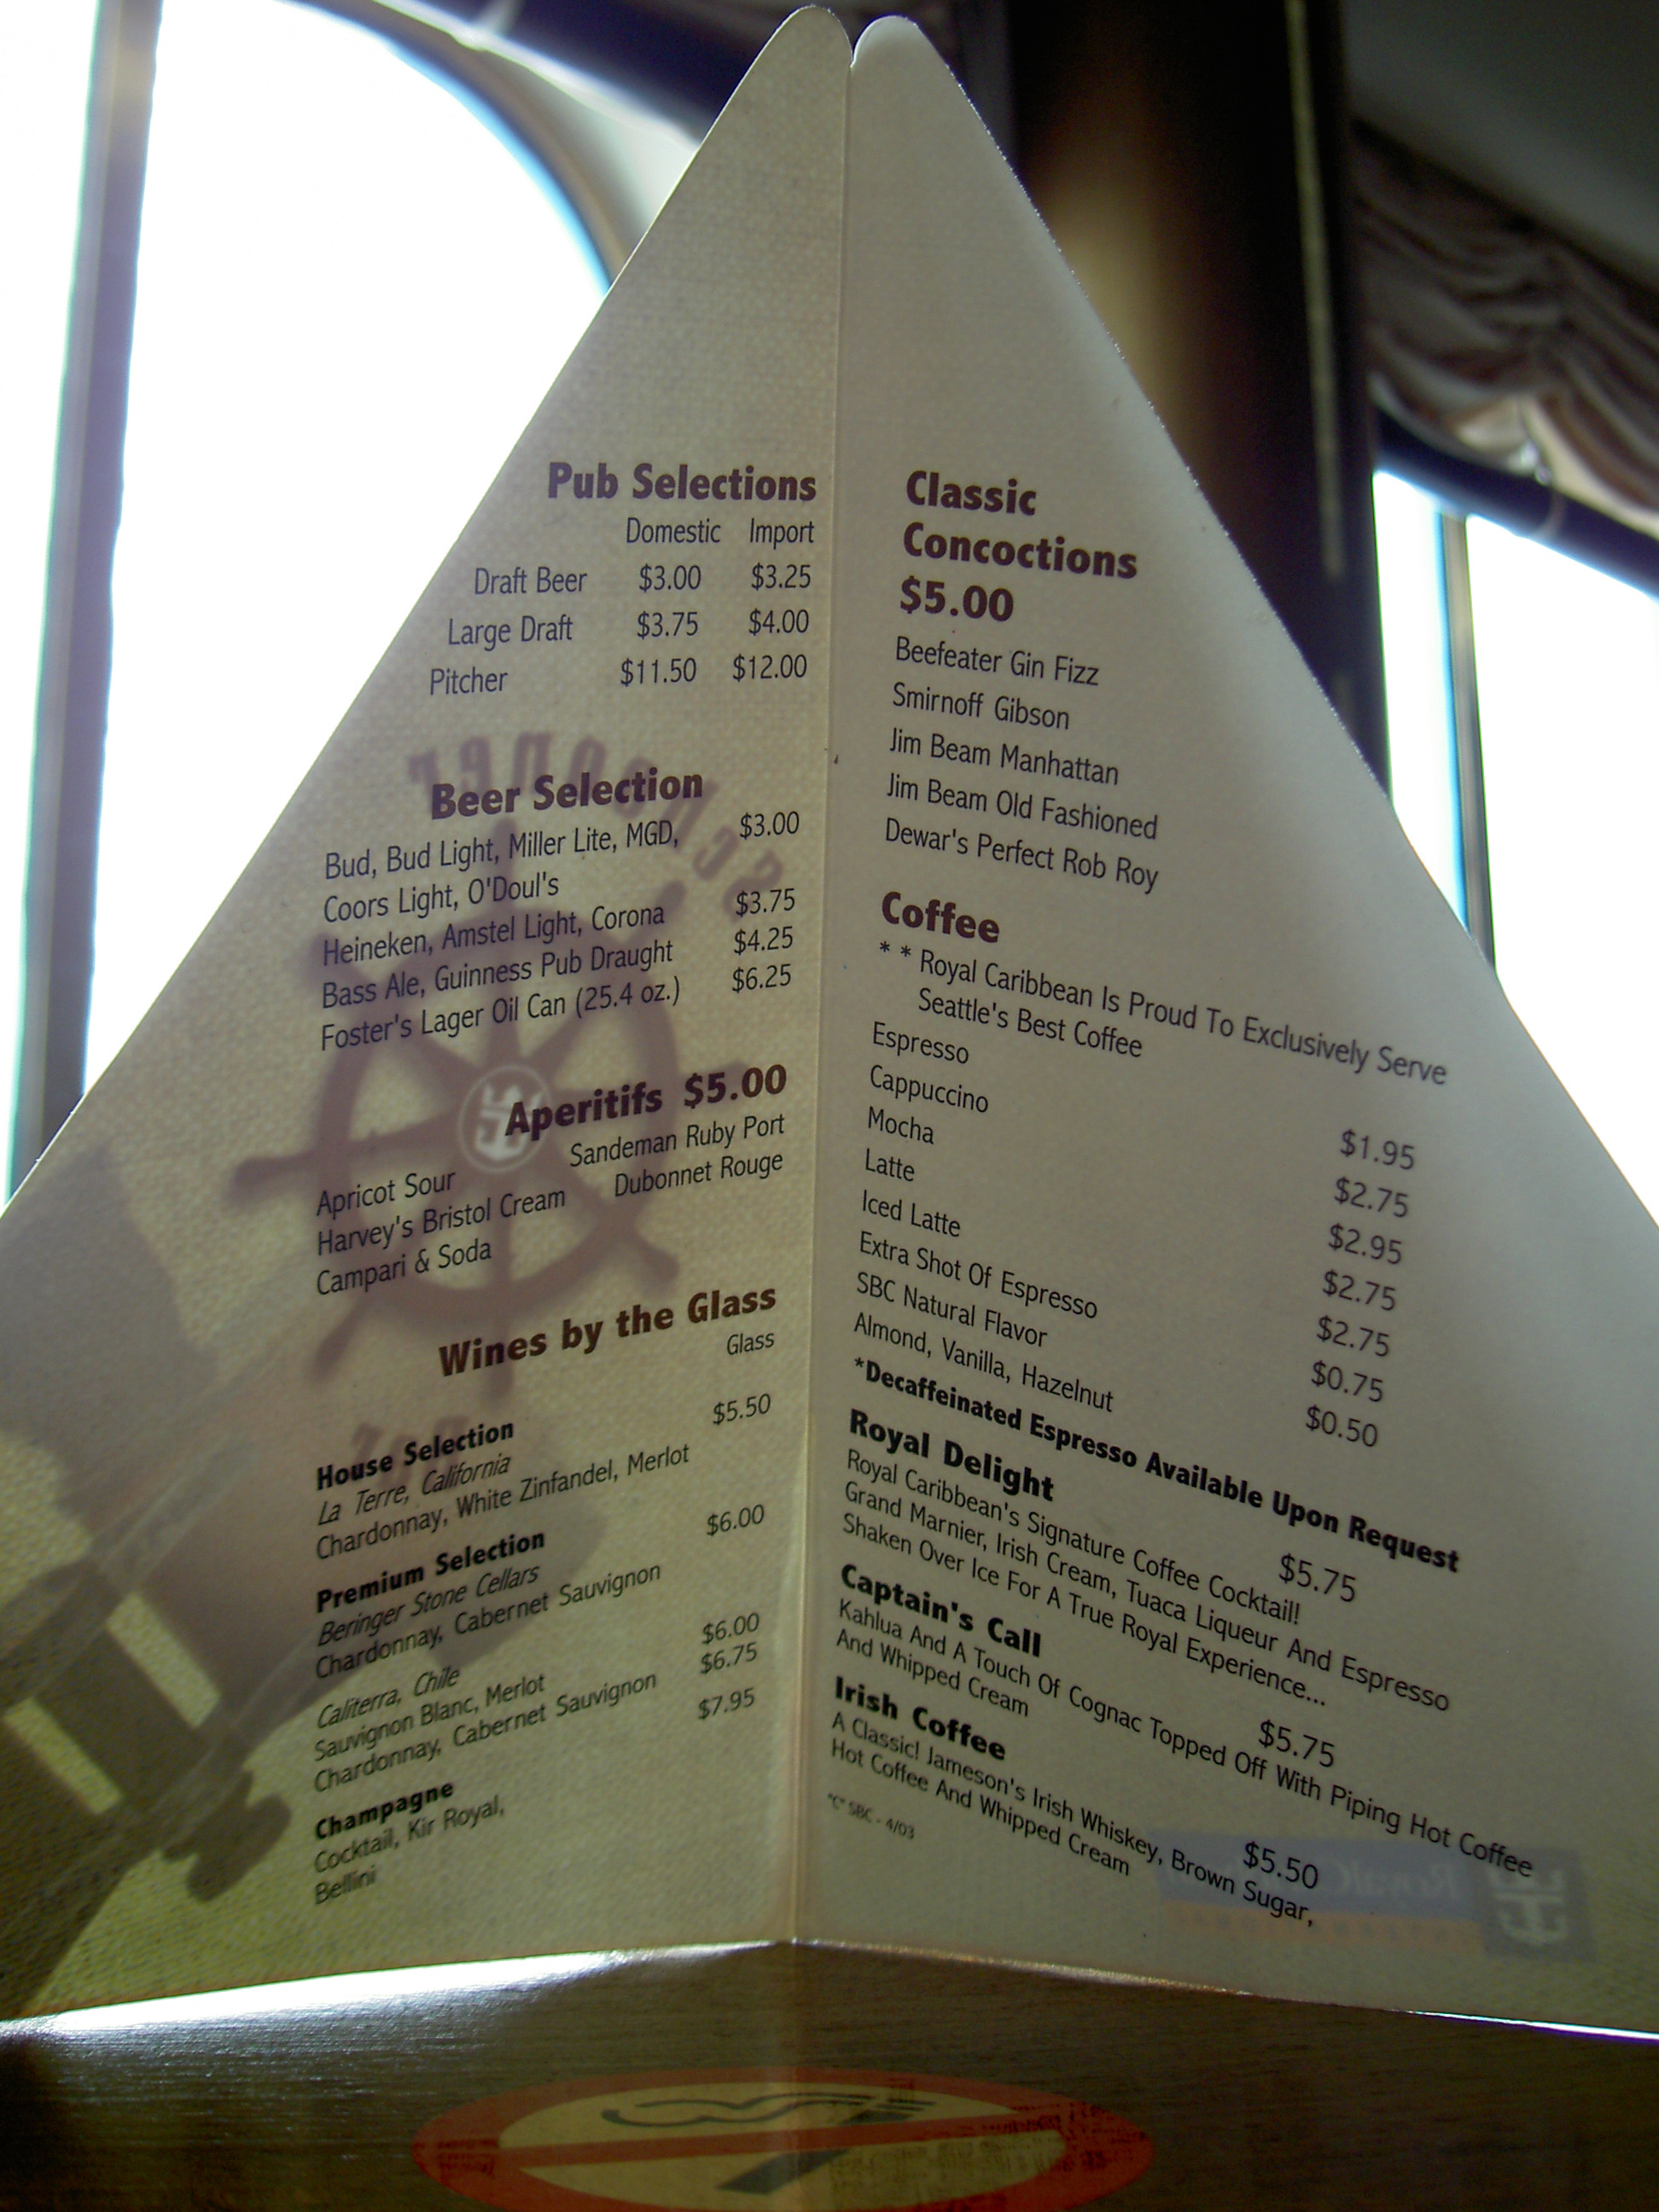 Pub Selections
Domestic Import
Draft Beer $3.00 $3.25
Large Draft $3.75 $4.00
Pitcher $11.50 $12.00
Beer Selection
Bud, Bud Light, Miller Lite, MGD, $3.00
Coors Light, O'Doul's
Heineken, Amstel Light, Corona $3.75
Bass Ale, Guinness Pub Draught $4.25
Foster's Lager Oil Can (25.4 oz.) $6.25
Aperitifs $5.00
Apricot Sour Sandeman Ruby Port
Harvey's Bristol Cream Dubonnet Rouge
Campari & Soda
Wines by the Glass
Glass
House Selection $5.50
La Terre, California
Chardonnay, White Zinfandel, Merlot
Premium Selection $6.00
Beringer Stone Cellars
Chardonnay, Cabernet Sauvignon
Caliterra, Chile
Sauvignon Blanc, Merlot $6.00
Chardonnay, Cabernet Sauvignon $6.75
Champagne $7.95
Cocktail, Kir Royal,
Bellini
Classic
Concoctions
$5.00
Beefeater Gin Fizz
Smirnoff Gibson
Jim Beam Manhattan
Jim Beam Old Fashioned
Dewar's Perfect Rob Roy
Coffee
* * Royal Caribbean Is Proud To Exclusively Serve
Seattle's Best Coffee
Espresso $1.95
Cappuccino $2.75
Mocha $2.95
Latte $2.75
Iced Latte $2.75
Extra Shot Of Espresso $0.75
SBC Natural Flavor $0.50
Almond, Vanilla, Hazelnut
*Decaffeinated Espresso Available Upon Request
Royal Delight $5.75
Royal Caribbean's Signature Coffee Cocktail!
Grand Marnier, Irish Cream, Tuaca Liqueur And Espresso
Shaken Over Ice For A True Royal Experience...
Captain's Call $5.75
Kahlua And A Touch Of Cognac Topped Off With Piping Hot Coffee
And Whipped Cream
Irish Coffee $5.50
A Classic! Jameson's Irish Whiskey, Brown Sugar,
Hot Coffee And Whipped Cream
"C" SBC - 4/03